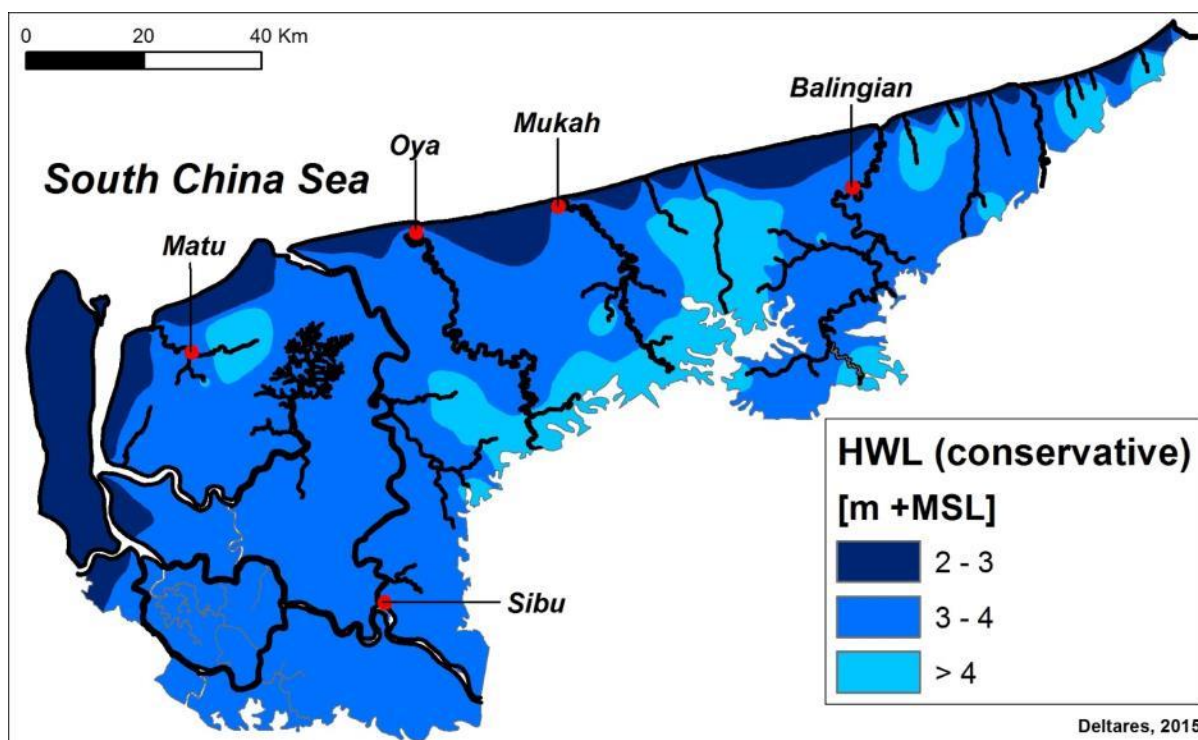 0 20 40 Km
Balingian
Mukah
Oya
South China Sea
Matu
Sibu
HWL (conservative)
[m +MSL]
2 - 3
3 - 4
> 4
Deltares, 2015